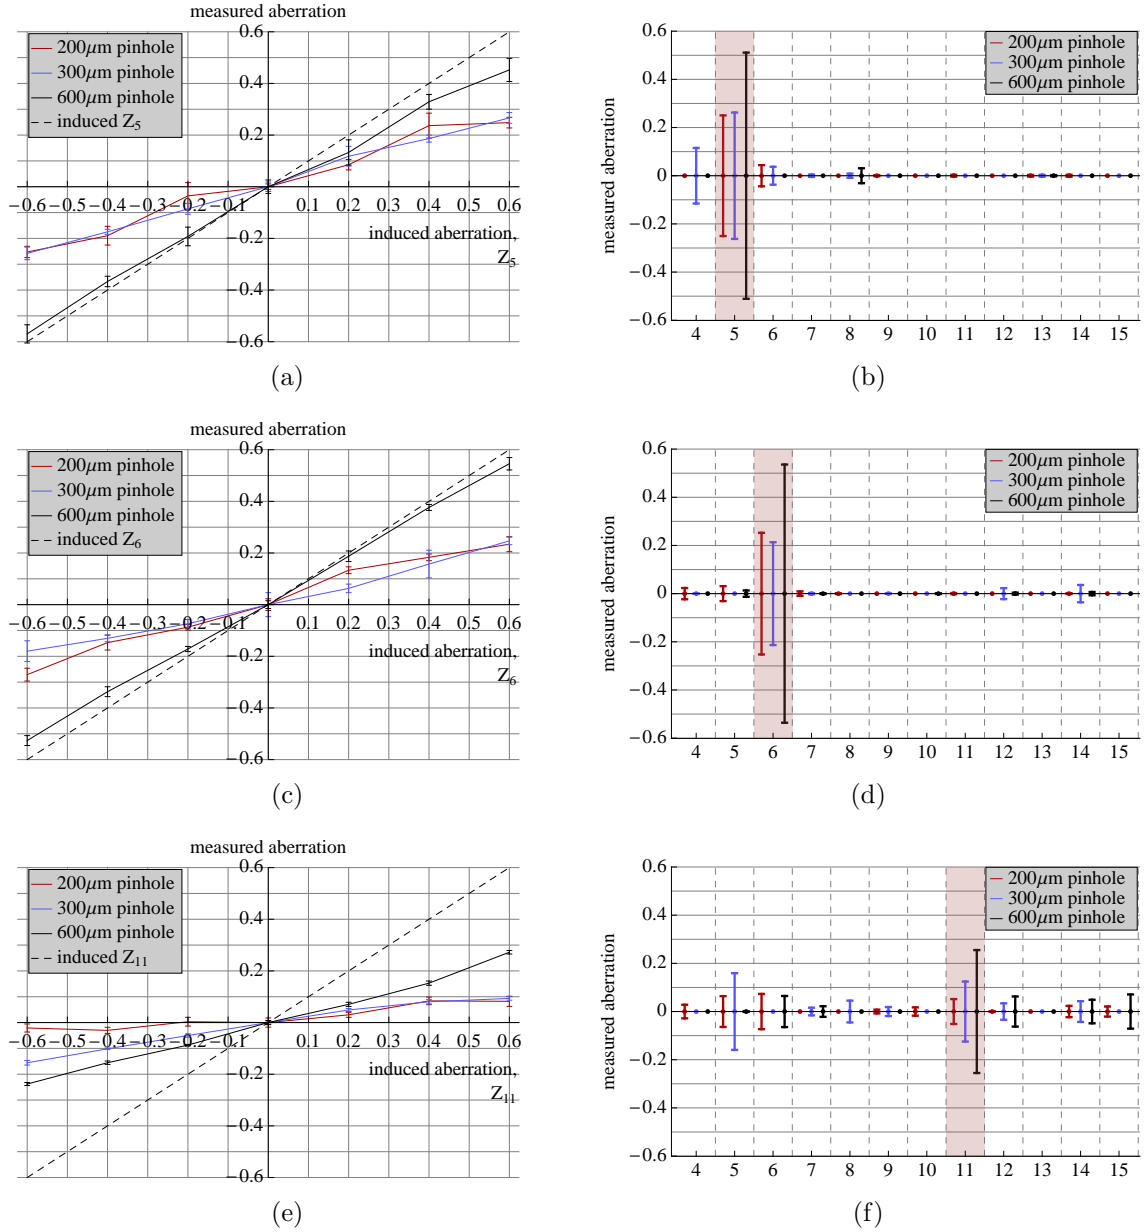 measured aberration
0.6
0.4
0.2
−0.2
−0.4
−0.6
−0.6 −0.5 −0.4 −0.3 −0.2 −0.1 0.1 0.2 0.3 0.4 0.5 0.6
induced aberration,
Z₅
200μm pinhole
300μm pinhole
600μm pinhole
induced Z₅
(a)
measured aberration
0.6
0.4
0.2
0
−0.2
−0.4
−0.6
4 5 6 7 8 9 10 11 12 13 14 15
200μm pinhole
300μm pinhole
600μm pinhole
(b)
measured aberration
0.6
0.4
0.2
−0.2
−0.4
−0.6
−0.6 −0.5 −0.4 −0.3 −0.2 −0.1 0.1 0.2 0.3 0.4 0.5 0.6
induced aberration,
Z₆
200μm pinhole
300μm pinhole
600μm pinhole
induced Z₆
(c)
measured aberration
0.6
0.4
0.2
0
−0.2
−0.4
−0.6
4 5 6 7 8 9 10 11 12 13 14 15
200μm pinhole
300μm pinhole
600μm pinhole
(d)
measured aberration
0.6
0.4
0.2
−0.2
−0.4
−0.6
−0.6 −0.5 −0.4 −0.3 −0.2 −0.1 0.1 0.2 0.3 0.4 0.5 0.6
induced aberration,
Z₁₁
200μm pinhole
300μm pinhole
600μm pinhole
induced Z₁₁
(e)
measured aberration
0.6
0.4
0.2
0
−0.2
−0.4
−0.6
4 5 6 7 8 9 10 11 12 13 14 15
200μm pinhole
300μm pinhole
600μm pinhole
(f)